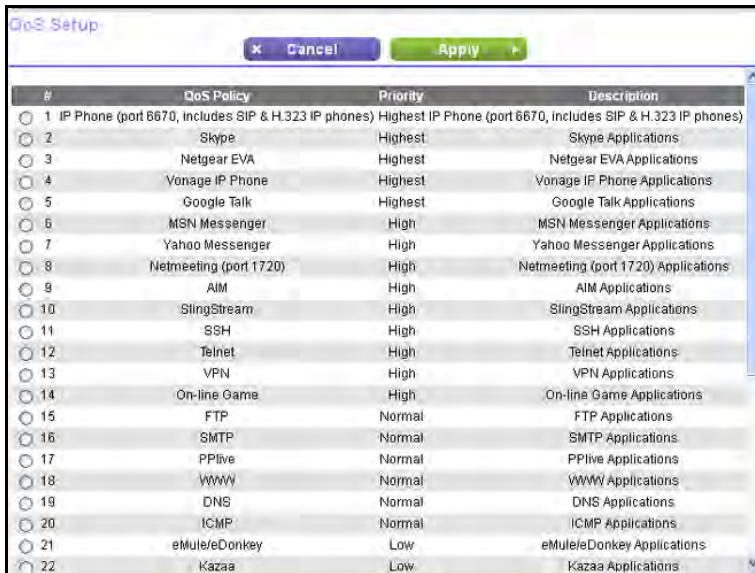 QoS Setup
Cancel Apply
# QoS Policy Priority Description
1 IP Phone (port 6670, includes SIP & H.323 IP phones) Highest IP Phone (port 6670, includes SIP & H.323 IP phones)
2 Skype Highest Skype Applications
3 Netgear EVA Highest Netgear EVA Applications
4 Vonage IP Phone Highest Vonage IP Phone Applications
5 Google Talk Highest Google Talk Applications
6 MSN Messenger High MSN Messenger Applications
7 Yahoo Messenger High Yahoo Messenger Applications
8 Netmeeting (port 1720) High Netmeeting (port 1720) Applications
9 AIM High AIM Applications
10 SlingStream High SlingStream Applications
11 SSH High SSH Applications
12 Telnet High Telnet Applications
13 VPN High VPN Applications
14 On-line Game High On-line Game Applications
15 FTP Normal FTP Applications
16 SMTP Normal SMTP Applications
17 PPlive Normal PPlive Applications
18 WWW Normal WWW Applications
19 DNS Normal DNS Applications
20 ICMP Normal ICMP Applications
21 eMule/eDonkey Low eMule/eDonkey Applications
22 Kazaa Low Kazaa Applications